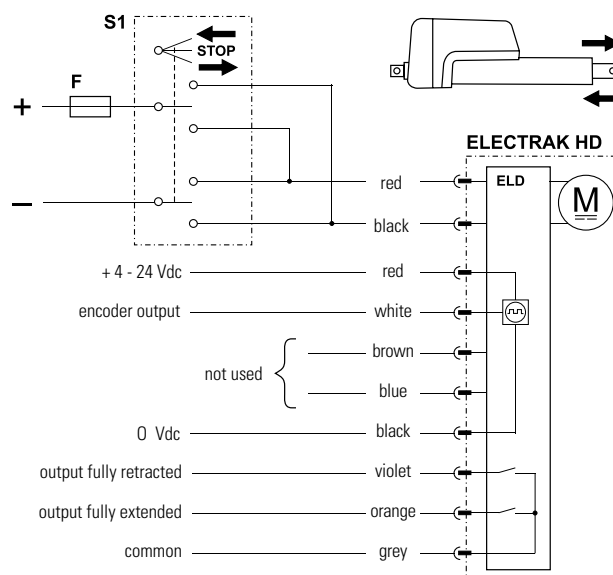 S1
STOP
F
+
–
ELECTRAK HD
ELD
M
red
black
+ 4 - 24 Vdc red
encoder output white
not used
brown
blue
0 Vdc black
output fully retracted violet
output fully extended orange
common grey